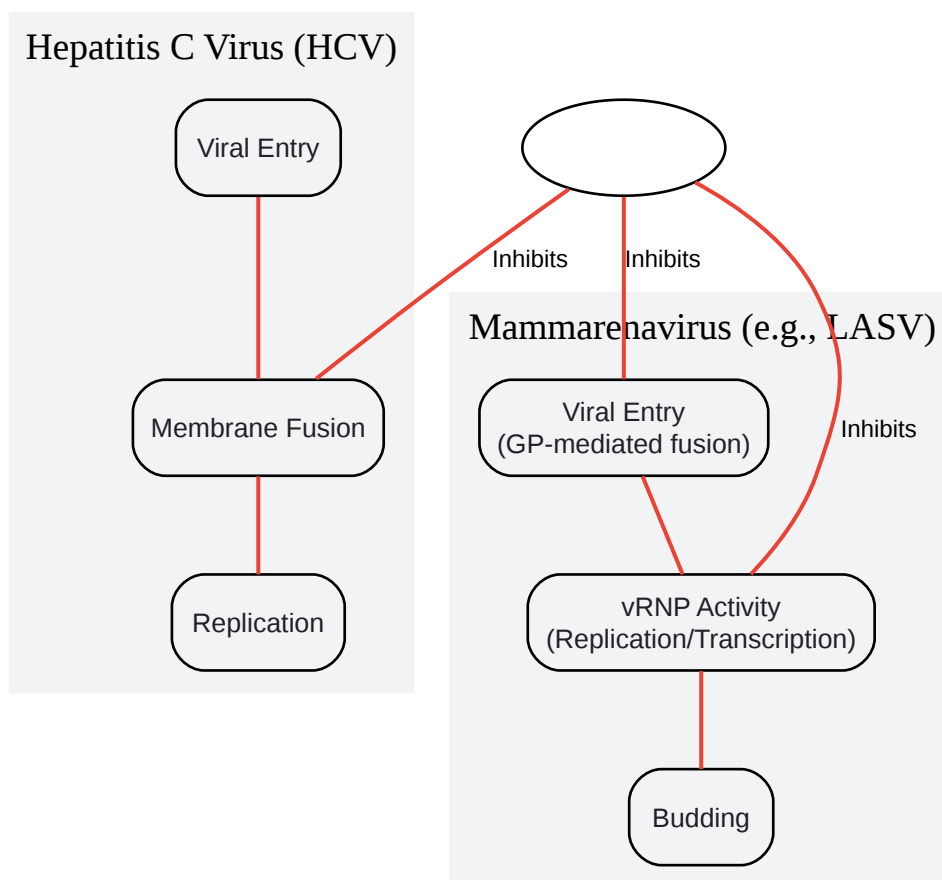 Hepatitis C Virus (HCV)
Viral Entry
Inhibits
Inhibits
Mammarenavirus (e.g., LASV)
Membrane Fusion
Viral Entry
(GP-mediated fusion)
Inhibits
Replication
vRNP Activity
(Replication/Transcription)
Budding